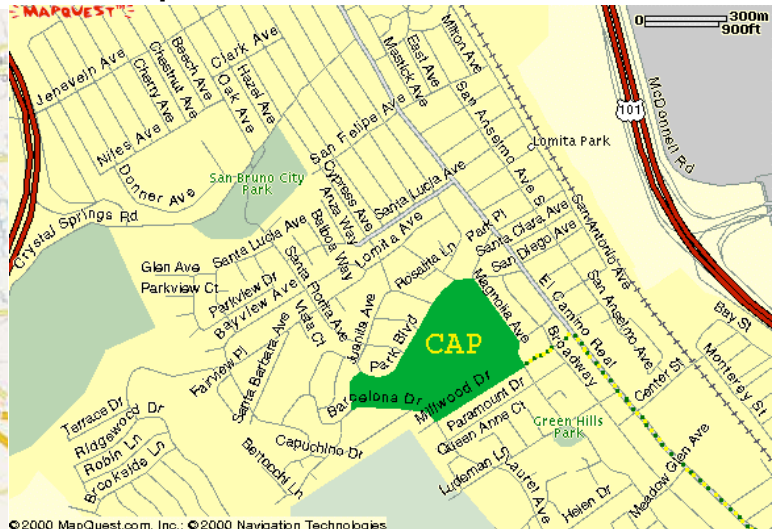 MAPQUEST
0 300m
900ft
Jenevein Ave
Cherry Ave
Chestnut Ave
Beech Ave
Oak Ave
Hazel Ave
Clark Ave
Niles Ave
Donner Ave
Crystal Springs Rd
San Bruno City
Park
San Felipe Ave
Mastick Ave
East Ave
Milton Ave
San Anselmo Ave S
Lomita Park
101
McDonnell Rd
San Antonio Ave
Cypress Ave
Anza Way
Balboa Way
Santa Lucia Ave
Lomita Ave
Park Pl
Santa Clara Ave
San Diego Ave
Rosalita Ln
Glen Ave
Santa Lucia Ave
Parkview Ct
Parkview Dr
Bayview Ave
Santa Florita Ave
Vista Ct
Magnolia Ave
El Camino Real
San Anselmo Ave
Bay St
Juanita Ave
Park Blvd
CAP
Broadway
Monterey St
Center St
Fairview Pl
Santa Barbara Ave
Barcelona Dr
Millwood Dr
Paramount Dr
Queen Anne Ct
Green Hills
Park
Terrace Dr
Ridgewood Dr
Robin Ln
Brookside Ln
Capuchino Dr
Bertocchi Ln
Ludeman Ln
Laurel Ave
Helen Dr
Meadow Glen Ave
©2000 MapQuest.com, Inc.; ©2000 Navigation Technologies